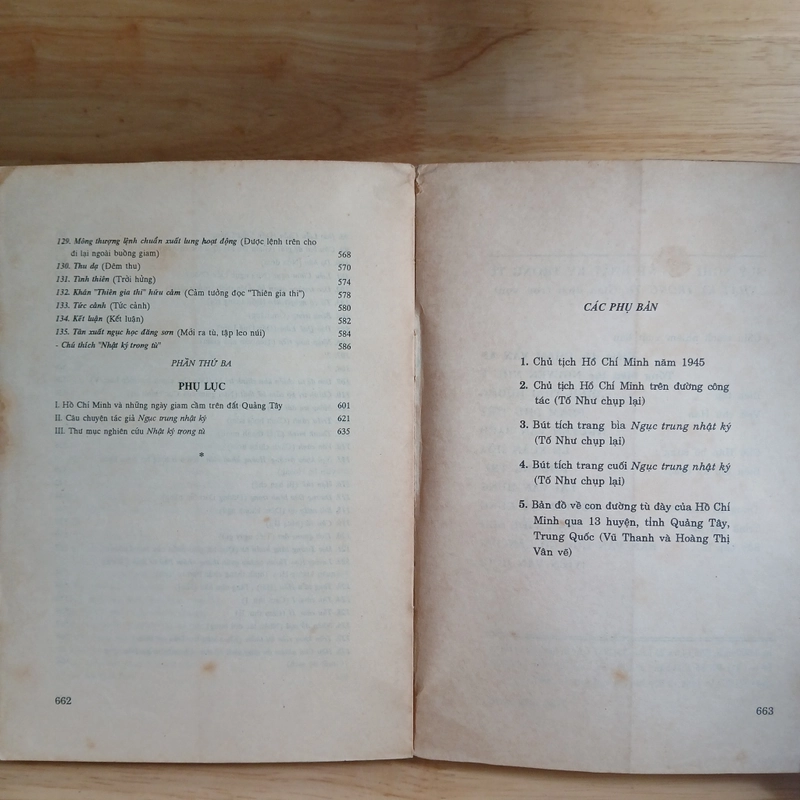 129. Mông thượng lệnh chuẩn xuất lung hoạt động (Được lệnh trên cho
đi lại ngoài buồng giam) 568
130. Thu dạ (Đêm thu) 570
131. Tình thiên (Trời hửng) 574
132. Khán "Thiên gia thi" hữu cảm (Cảm tưởng đọc "Thiên gia thi") 578
133. Tức cảnh (Tức cảnh) 580
134. Kết luận (Kết luận) 582
135. Tân xuất ngục học đăng sơn (Mới ra tù, tập leo núi) 584
- Chú thích "Nhật ký trong tù" 586
PHẦN THỨ BA
PHỤ LỤC
I. Hồ Chí Minh và những ngày giam cầm trên đất Quảng Tây 601
II. Câu chuyện tác giả Ngục trung nhật ký 621
III. Thư mục nghiên cứu Nhật ký trong tù 635
*
662
CÁC PHỤ BẢN
1. Chủ tịch Hồ Chí Minh năm 1945
2. Chủ tịch Hồ Chí Minh trên đường công
tác (Tố Như chụp lại)
3. Bút tích trang bìa Ngục trung nhật ký
(Tố Như chụp lại)
4. Bút tích trang cuối Ngục trung nhật ký
(Tố Như chụp lại)
5. Bản đồ về con đường tù đày của Hồ Chí
Minh qua 13 huyện, tỉnh Quảng Tây,
Trung Quốc (Vũ Thanh và Hoàng Thị
Vân vẽ)
663